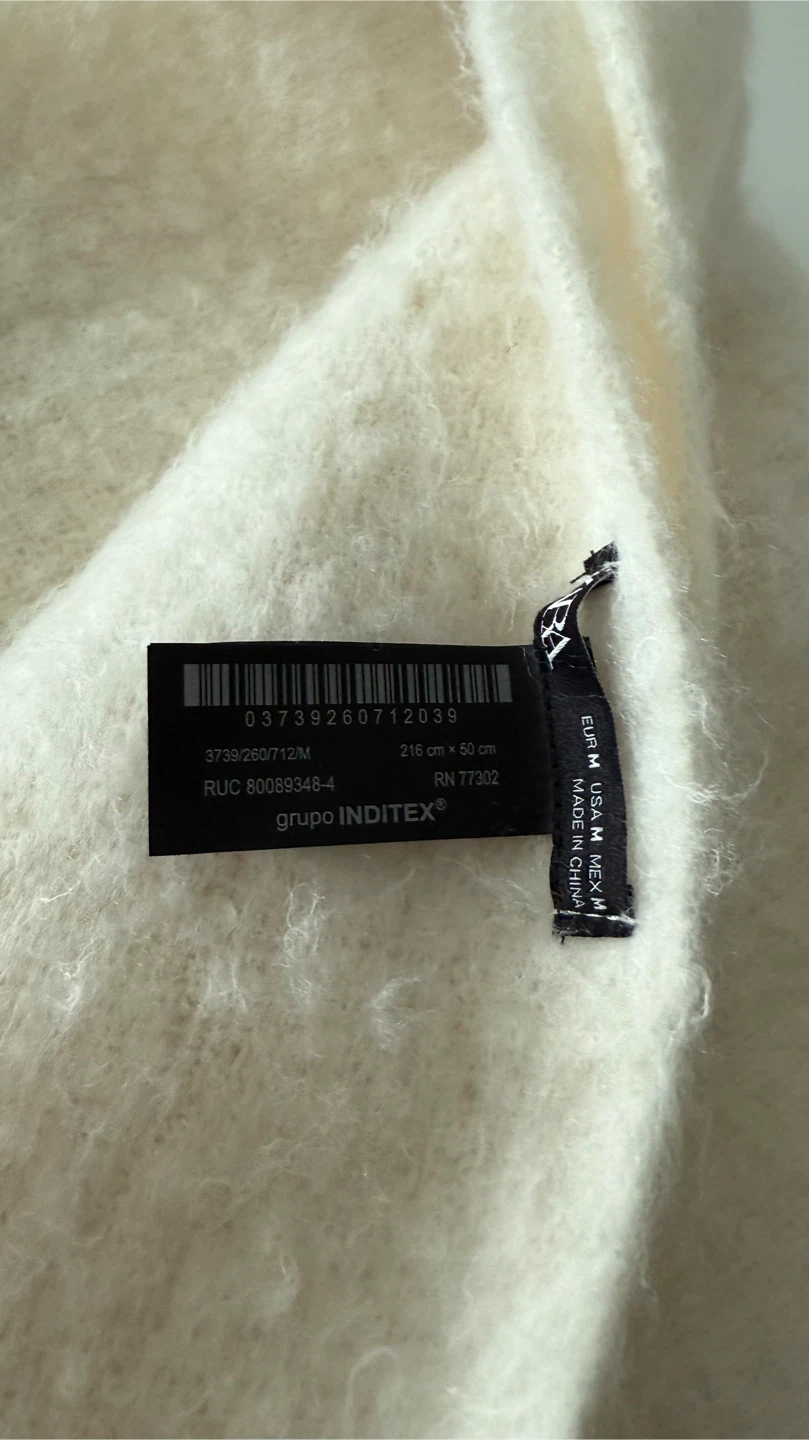 03739260712039
3739/260/712/M
216 cm × 50 cm
RUC 80089348-4
RN 77302
grupo INDITEX®
EUR M USA M MEX M
MADE IN CHINA